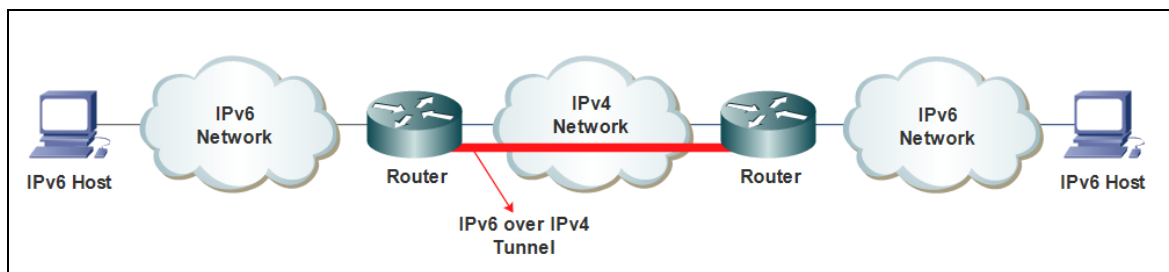 IPv6
Network
IPv4
Network
IPv6
Network
IPv6 Host
Router
Router
IPv6 Host
IPv6 over IPv4
Tunnel